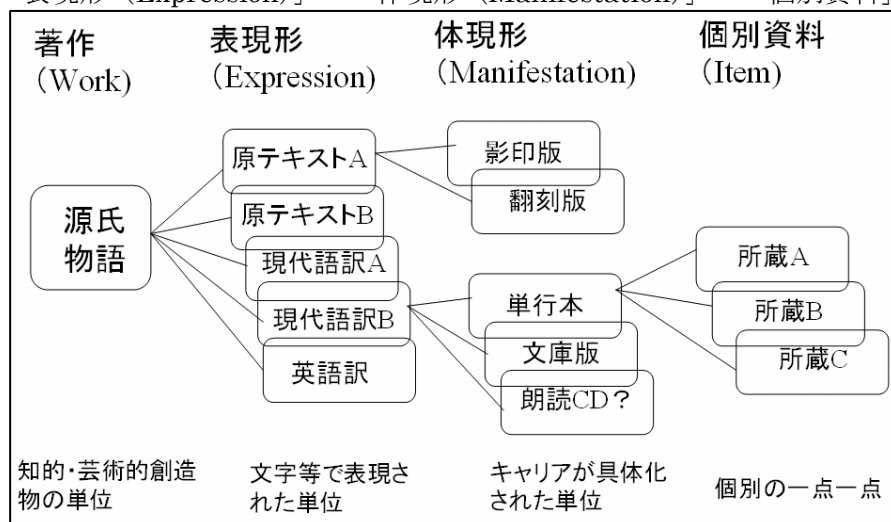 表現形 (Expression)」 体現形 (Manifestation)」 個別資料」
著作
(Work)
表現形
(Expression)
体現形
(Manifestation)
個別資料
(Item)
源氏
物語
原テキストA
原テキストB
現代語訳A
現代語訳B
英語訳
影印版
翻刻版
単行本
文庫版
朗読CD？
所蔵A
所蔵B
所蔵C
知的・芸術的創造
物の単位
文字等で表現さ
れた単位
キャリアが具体化
された単位
個別の一点一点